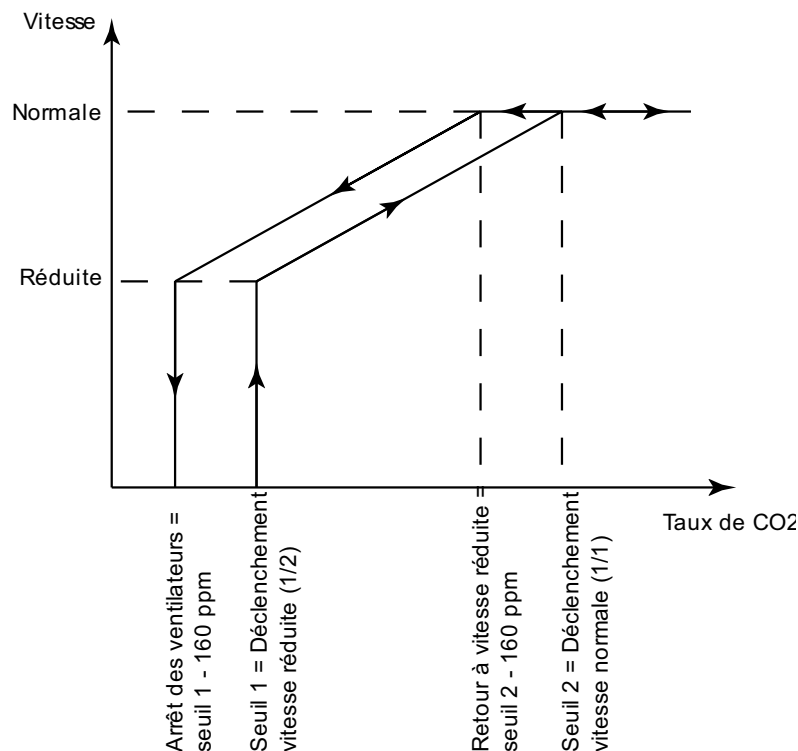 Vitesse
Normale
Réduite
Taux de CO2
Arrêt des ventilateurs =
seuil 1 - 160 ppm
Seuil 1 = Déclenchement
vitesse réduite (1/2)
Retour à vitesse réduite =
seuil 2 - 160 ppm
Seuil 2 = Déclenchement
vitesse normale (1/1)